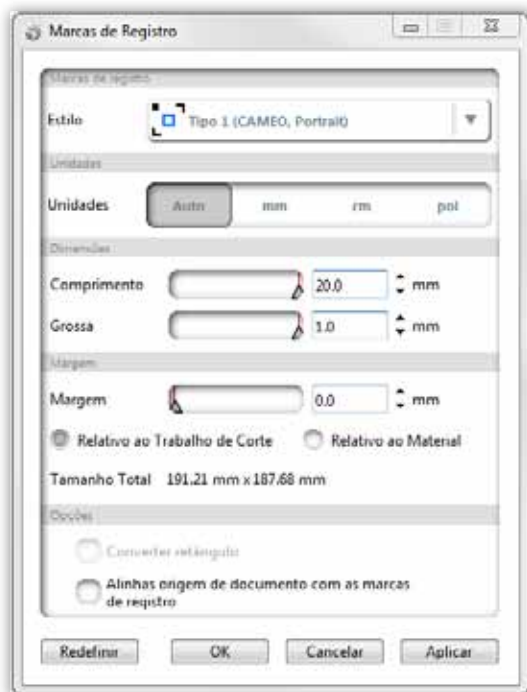 Marcas de Registro
Marcas de registro
Estilo Tipo 1 (CAMEO, Portrait)
Unidades
Unidades Auto mm cm pol
Dimensões
Comprimento 20.0 mm
Grossa 1.0 mm
Margem
Margem 0.0 mm
Relativo ao Trabalho de Corte Relativo ao Material
Tamanho Total 191.21 mm x 187.68 mm
Opções
Converter retângulo
Alinhas origem de documento com as marcas
de registro
Redefinir OK Cancelar Aplicar